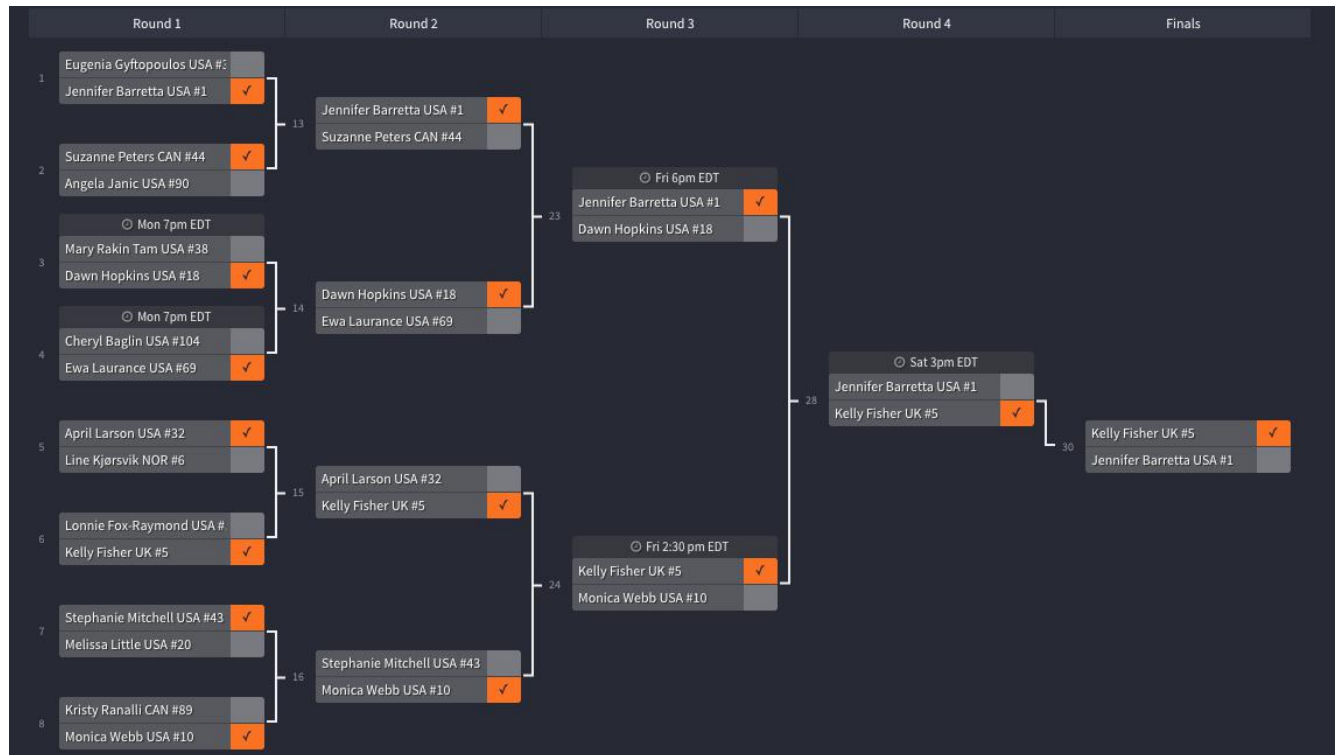 Round 1
Round 2
Round 3
Round 4
Finals
1
Eugenia Gyftopoulos USA
Jennifer Barretta USA #1 ✓
2
Suzanne Peters CAN #44 ✓
Angela Janic USA #90
Mon 7pm EDT
3
Mary Rakin Tam USA #38
Dawn Hopkins USA #18 ✓
Mon 7pm EDT
4
Cheryl Baglin USA #104
Ewa Laurance USA #69 ✓
5
April Larson USA #32 ✓
Line Kjørsvik NOR #6
6
Lonnie Fox-Raymond USA #
Kelly Fisher UK #5 ✓
7
Stephanie Mitchell USA #43 ✓
Melissa Little USA #20
8
Kristy Ranalli CAN #89
Monica Webb USA #10 ✓
13
Jennifer Barretta USA #1 ✓
Suzanne Peters CAN #44
14
Dawn Hopkins USA #18 ✓
Ewa Laurance USA #69
15
April Larson USA #32
Kelly Fisher UK #5 ✓
16
Stephanie Mitchell USA #43
Monica Webb USA #10 ✓
Fri 6pm EDT
23
Jennifer Barretta USA #1 ✓
Dawn Hopkins USA #18
Fri 2:30 pm EDT
24
Kelly Fisher UK #5 ✓
Monica Webb USA #10
Sat 3pm EDT
28
Jennifer Barretta USA #1
Kelly Fisher UK #5 ✓
30
Kelly Fisher UK #5 ✓
Jennifer Barretta USA #1